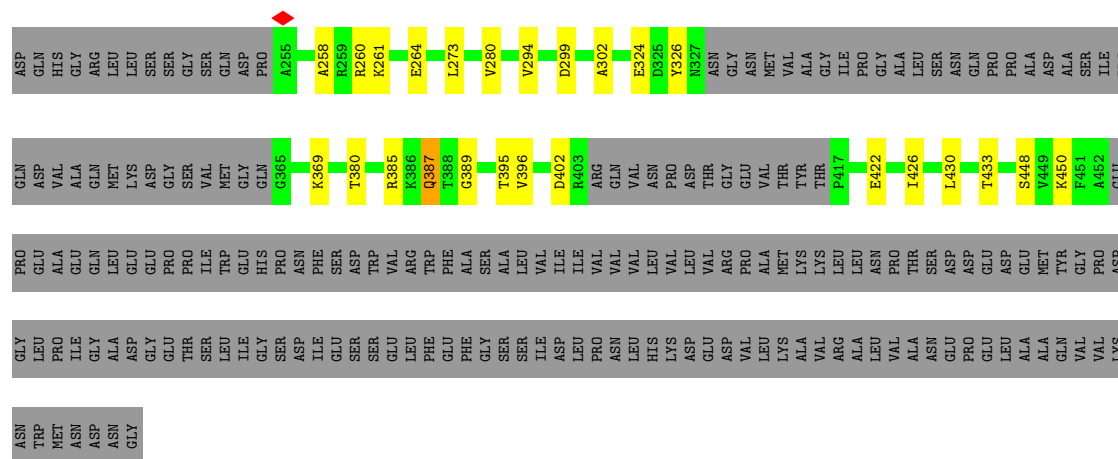 ASP GLN HIS GLY ARG LEU LEU SER SER GLY SER GLN ASP PRO A255 A258 R259 R260 K261 E264 L273 V280 V294 D299 A302 E324 D325 Y326 N327 ASN GLY ASN MET VAL ALA GLY ILE PRO GLY ALA LEU SER ASN GLN PRO PRO ALA ASP ALA SER ILE
GLN ASP VAL ALA GLN MET LYS ASP GLY SER VAL MET GLY GLN G365 K369 T380 R385 K386 Q387 T388 G389 T395 V396 D402 R403 ARG GLN VAL ASN PRO ASP THR GLY GLU VAL THR TYR THR P417 E422 I426 L430 T433 S448 V449 K450 F451 A452 GLU
PRO GLU ALA GLU GLN LEU GLU GLU PRO PRO ILE TRP GLU HIS PRO ASN PHE SER ASP TRP VAL ARG TRP PHE ALA SER ALA LEU VAL ILE ILE VAL VAL VAL LEU VAL LEU VAL ARG PRO ALA MET LYS LYS LEU LEU ASN PRO THR SER ASP ASP GLU ASP GLU MET TYR GLY PRO ASP
GLY LEU PRO ILE GLY ALA ASP GLY GLU THR SER LEU ILE GLY SER ASP ILE GLU SER SER GLU LEU PHE GLU PHE GLY SER SER ILE ASP LEU PRO ASN LEU HIS LYS ASP GLU ASP VAL LEU LYS ALA VAL ARG ALA LEU VAL ALA ASN GLU PRO GLU LEU ALA ALA GLN VAL VAL LYS
ASN TRP MET ASN ASP ASN GLY